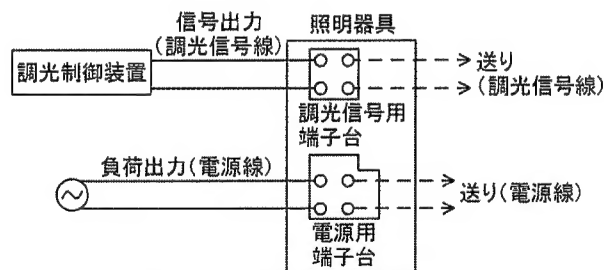 信号出力
(調光信号線)
照明器具
調光制御装置
送り
(調光信号線)
調光信号用
端子台
負荷出力(電源線)
送り(電源線)
電源用
端子台